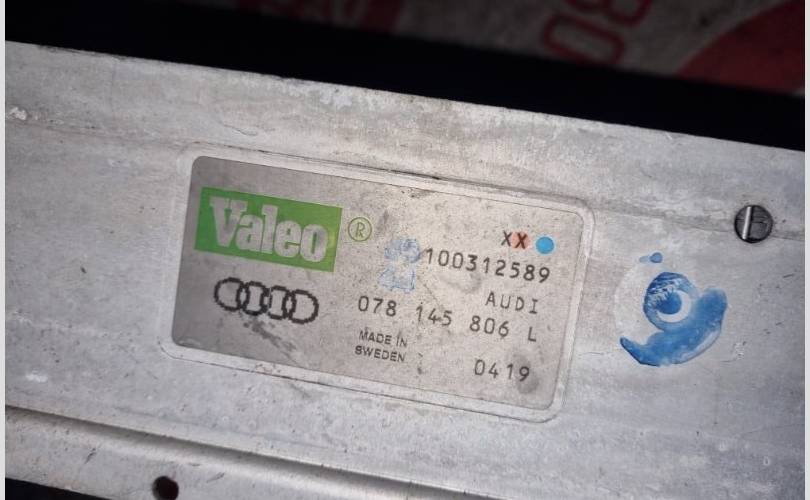 Valeo ®
XX
100312589
AUDI
078 145 806 L
MADE IN
SWEDEN
0419